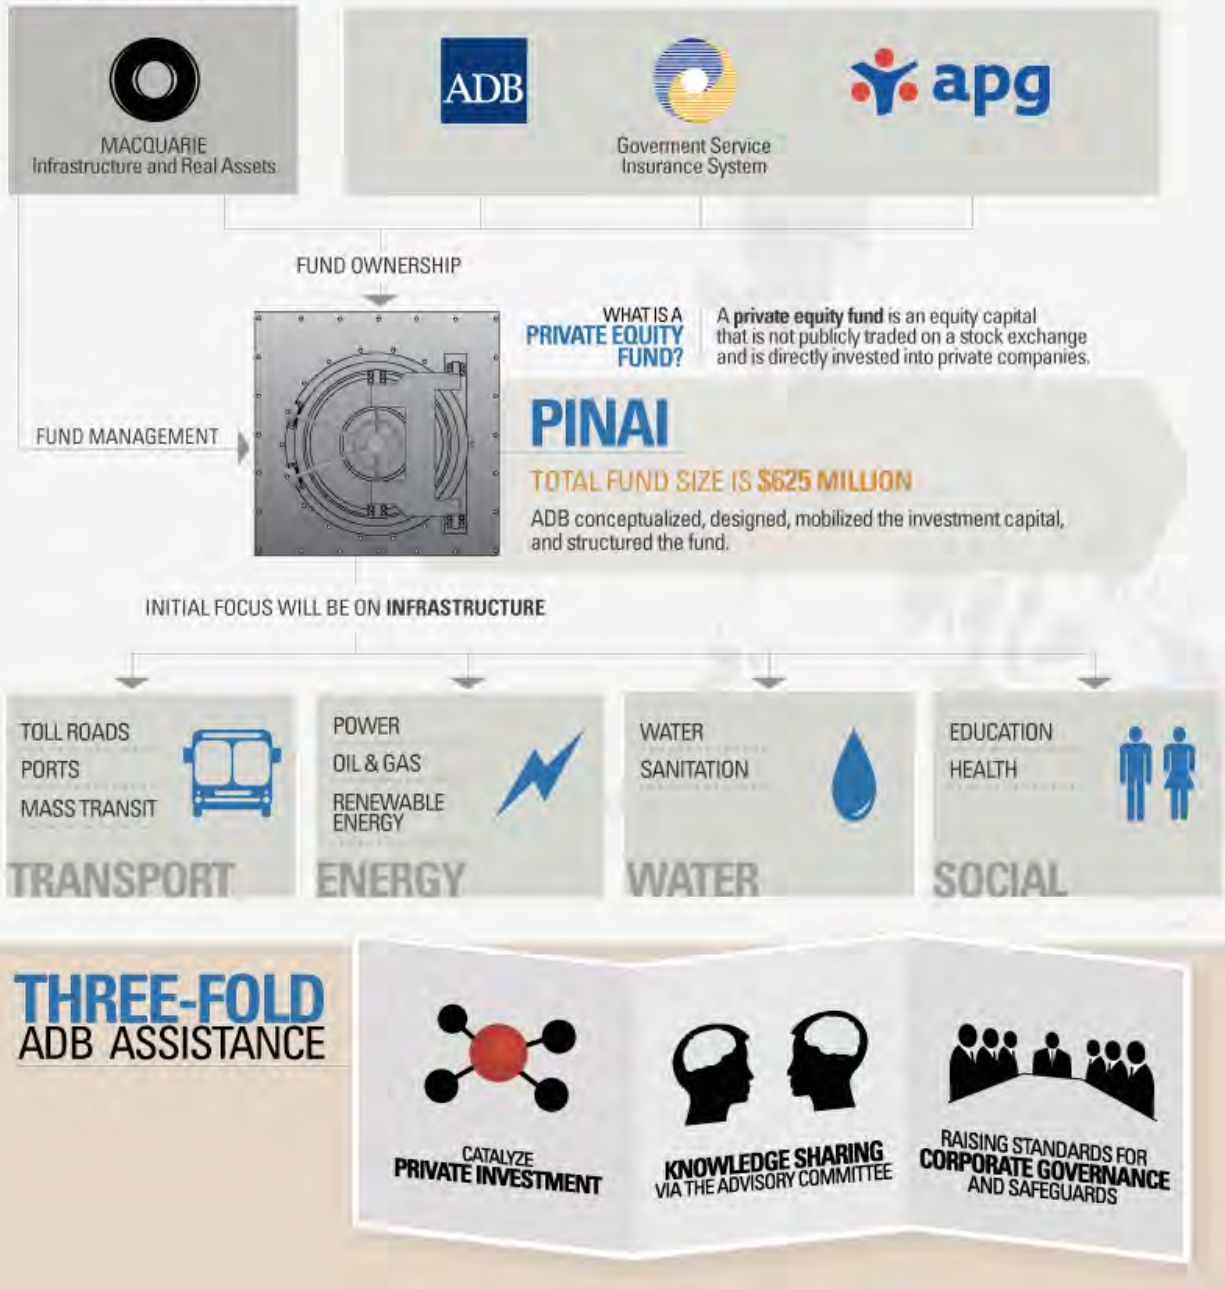 MACQUARIE
Infrastructure and Real Assets
ADB
Goverment Service
Insurance System
apg
FUND OWNERSHIP
WHAT IS A
PRIVATE EQUITY
FUND?
A private equity fund is an equity capital
that is not publicly traded on a stock exchange
and is directly invested into private companies.
FUND MANAGEMENT
PINAI
TOTAL FUND SIZE IS $625 MILLION
ADB conceptualized, designed, mobilized the investment capital,
and structured the fund.
INITIAL FOCUS WILL BE ON INFRASTRUCTURE
TOLL ROADS
PORTS
MASS TRANSIT
TRANSPORT
POWER
OIL & GAS
RENEWABLE
ENERGY
ENERGY
WATER
SANITATION
WATER
EDUCATION
HEALTH
SOCIAL
THREE-FOLD
ADB ASSISTANCE
CATALYZE
PRIVATE INVESTMENT
KNOWLEDGE SHARING
VIA THE ADVISORY COMMITTEE
RAISING STANDARDS FOR
CORPORATE GOVERNANCE
AND SAFEGUARDS